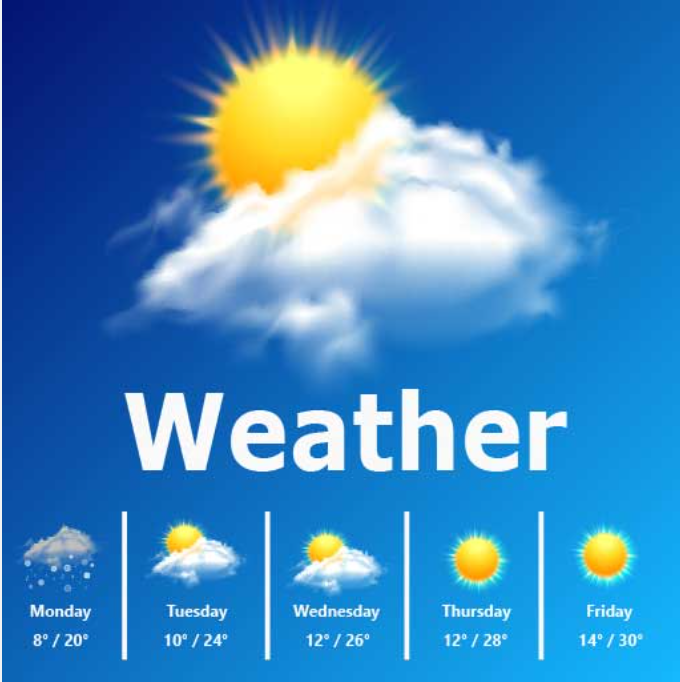 Weather
Monday
8° / 20°
Tuesday
10° / 24°
Wednesday
12° / 26°
Thursday
12° / 28°
Friday
14° / 30°